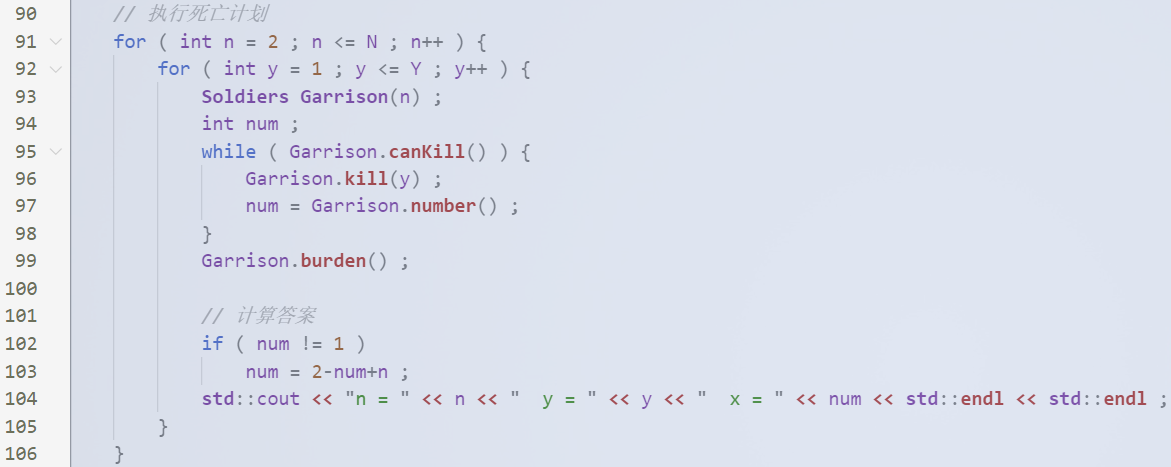 90 // 执行死亡计划
91 for ( int n = 2 ; n <= N ; n++ ) {
92 for ( int y = 1 ; y <= Y ; y++ ) {
93 Soldiers Garrison(n) ;
94 int num ;
95 while ( Garrison.canKill() ) {
96 Garrison.kill(y) ;
97 num = Garrison.number() ;
98 }
99 Garrison.burden() ;
100
101 // 计算答案
102 if ( num != 1 )
103 num = 2-num+n ;
104 std::cout << "n = " << n << "  y = " << y << "  x = " << num << std::endl << std::endl ;
105 }
106 }